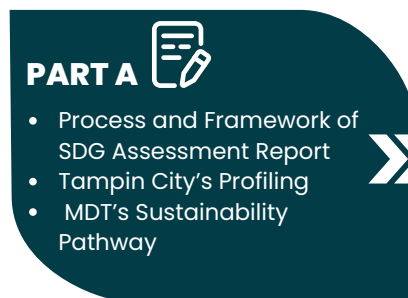 PART A
• Process and Framework of
SDG Assessment Report
• Tampin City's Profiling
• MDT's Sustainability
Pathway